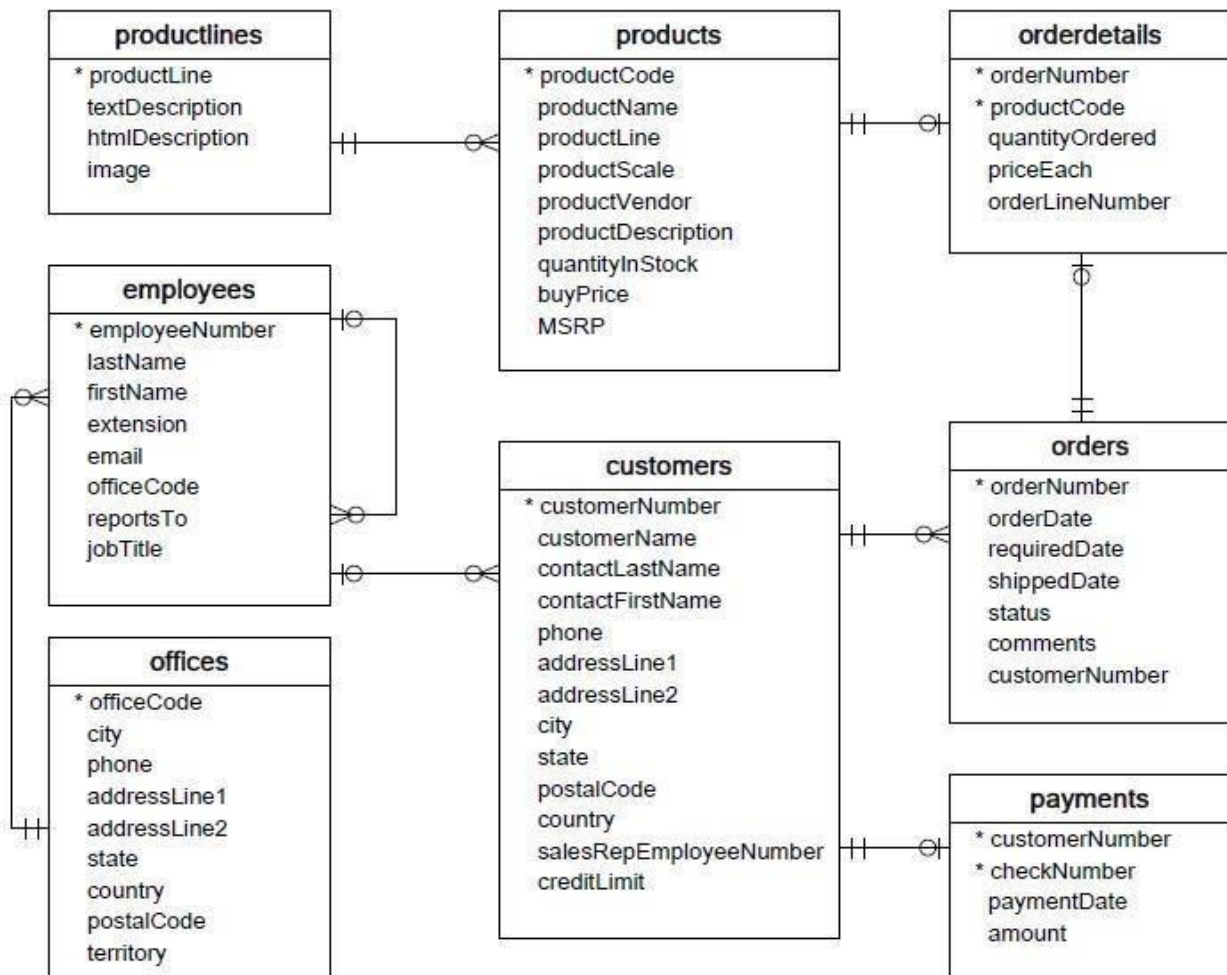 productlines
* productLine
textDescription
htmlDescription
image
products
* productCode
productName
productLine
productScale
productVendor
productDescription
quantityInStock
buyPrice
MSRP
orderdetails
* orderNumber
* productCode
quantityOrdered
priceEach
orderLineNumber
employees
* employeeNumber
lastName
firstName
extension
email
officeCode
reportsTo
jobTitle
customers
* customerNumber
customerName
contactLastName
contactFirstName
phone
addressLine1
addressLine2
city
state
postalCode
country
salesRepEmployeeNumber
creditLimit
orders
* orderNumber
orderDate
requiredDate
shippedDate
status
comments
customerNumber
offices
* officeCode
city
phone
addressLine1
addressLine2
state
country
postalCode
territory
payments
* customerNumber
* checkNumber
paymentDate
amount